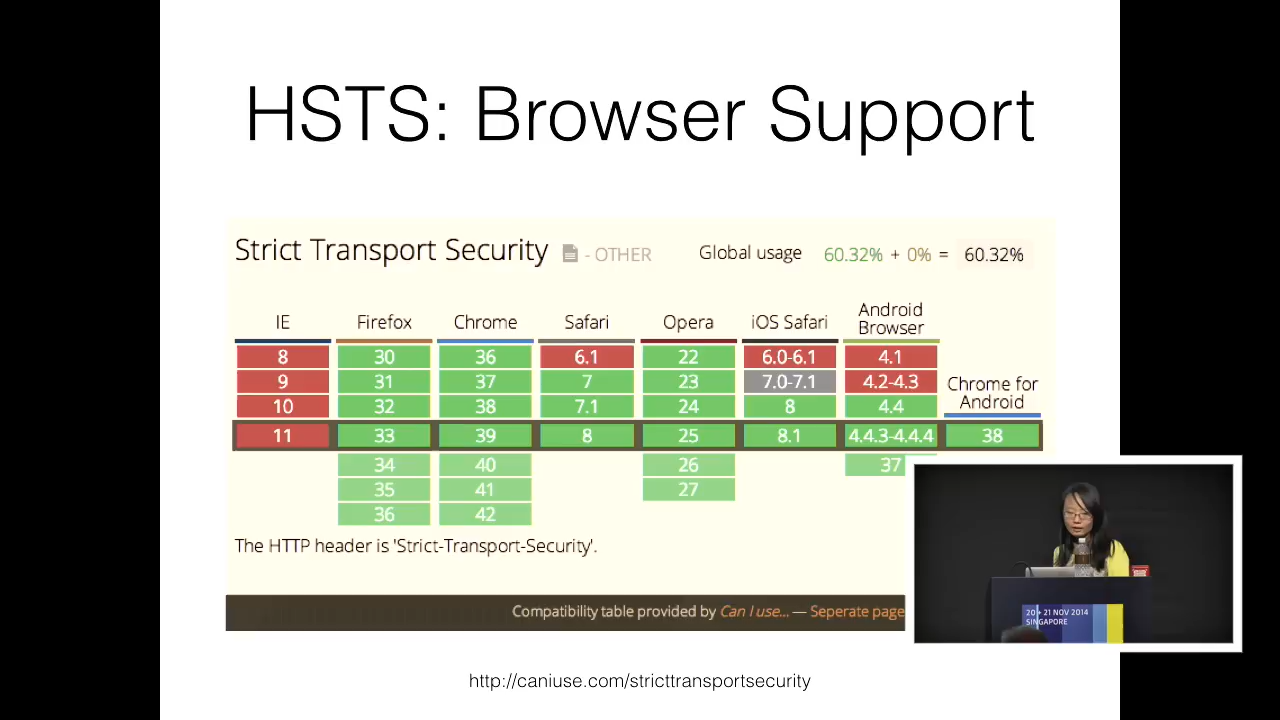 HSTS: Browser Support
Strict Transport Security - OTHER Global usage 60.32% + 0% = 60.32%
IE Firefox Chrome Safari Opera iOS Safari Android Browser
8 30 36 6.1 22 6.0-6.1 4.1
9 31 37 7 23 7.0-7.1 4.2-4.3 Chrome for Android
10 32 38 7.1 24 8 4.4
11 33 39 8 25 8.1 4.4.3-4.4.4 38
34 40 26 37
35 41 27
36 42
The HTTP header is 'Strict-Transport-Security'.
Compatibility table provided by Can I use... — Seperate page
20 + 21 NOV 2014
SINGAPORE
http://caniuse.com/stricttransportsecurity